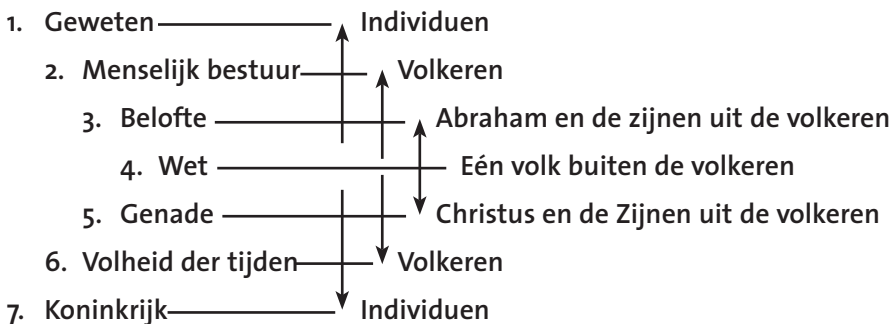 1. Geweten Individuen
2. Menselijk bestuur Volkeren
3. Belofte Abraham en de zijnen uit de volkeren
4. Wet Eén volk buiten de volkeren
5. Genade Christus en de Zijnen uit de volkeren
6. Volheid der tijden Volkeren
7. Koninkrijk Individuen